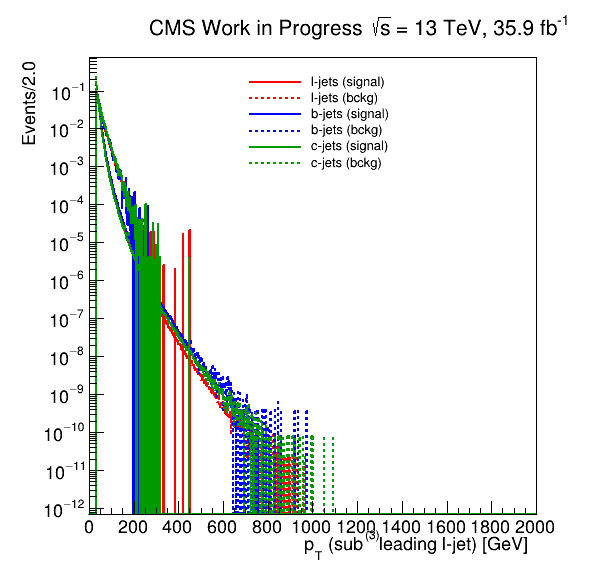 CMS Work in Progress √s = 13 TeV, 35.9 fb⁻¹
Events/2.0
l-jets (signal)
l-jets (bckg)
b-jets (signal)
b-jets (bckg)
c-jets (signal)
c-jets (bckg)
10⁻¹
10⁻²
10⁻³
10⁻⁴
10⁻⁵
10⁻⁶
10⁻⁷
10⁻⁸
10⁻⁹
10⁻¹⁰
10⁻¹¹
10⁻¹²
0 200 400 600 800 1000 1200 1400 1600 1800 2000
p_T (sub⁽³⁾leading l-jet) [GeV]